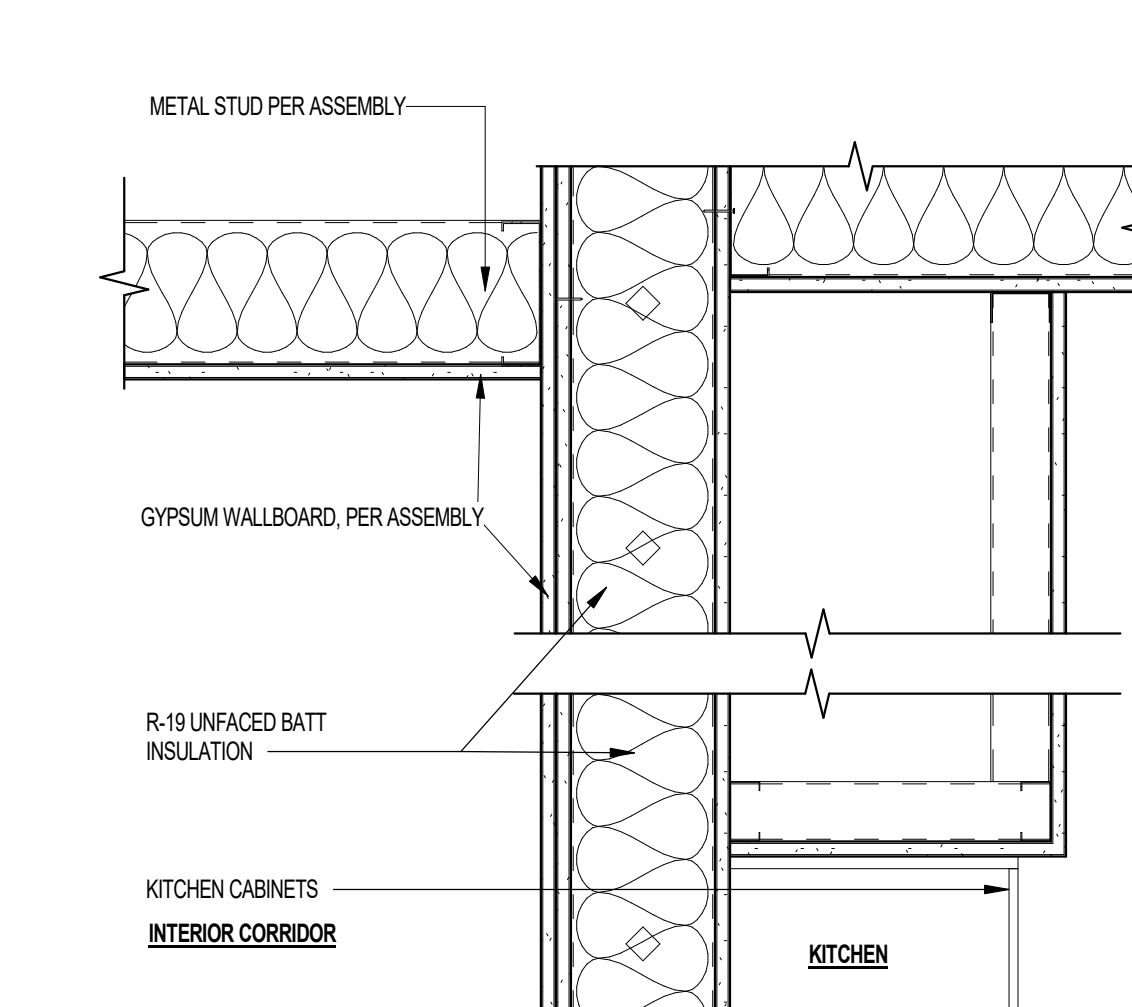 METAL STUD PER ASSEMBLY
GYPSUM WALLBOARD, PER ASSEMBLY
R-19 UNFACED BATT
INSULATION
KITCHEN CABINETS
INTERIOR CORRIDOR
KITCHEN